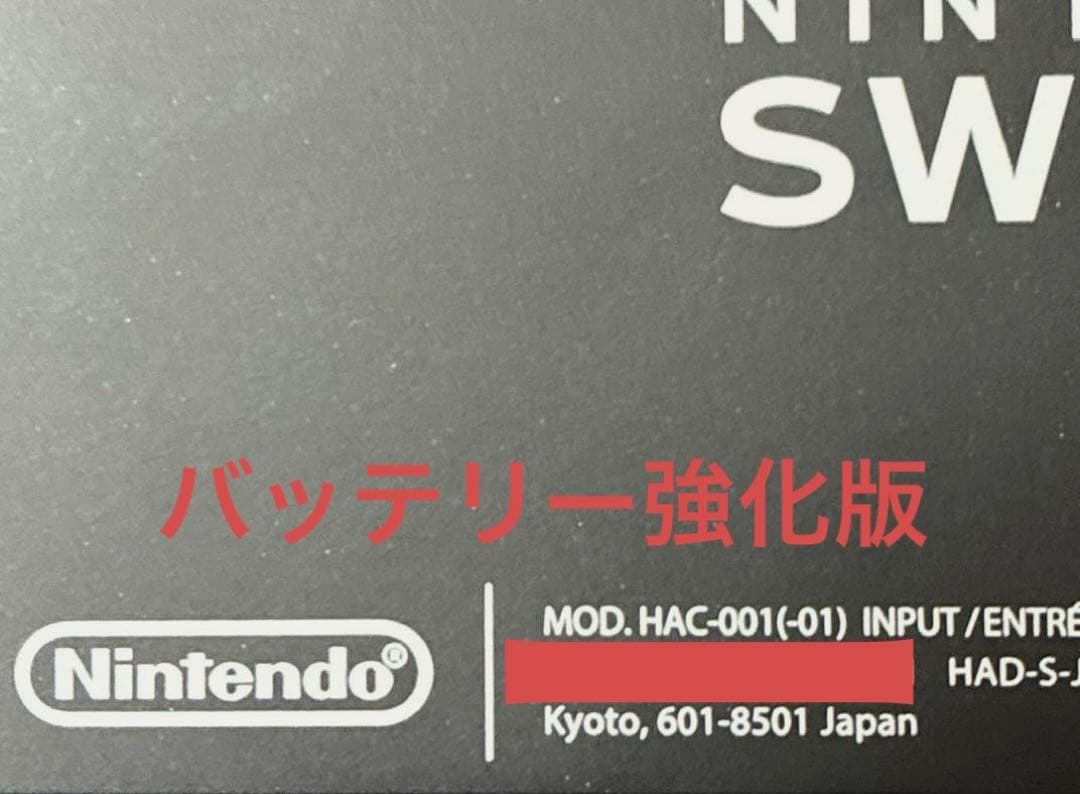 NIN
SW
バッテリー強化版
Nintendo®
MOD. HAC-001(-01) INPUT/ENTRÉ
HAD-S-J
Kyoto, 601-8501 Japan